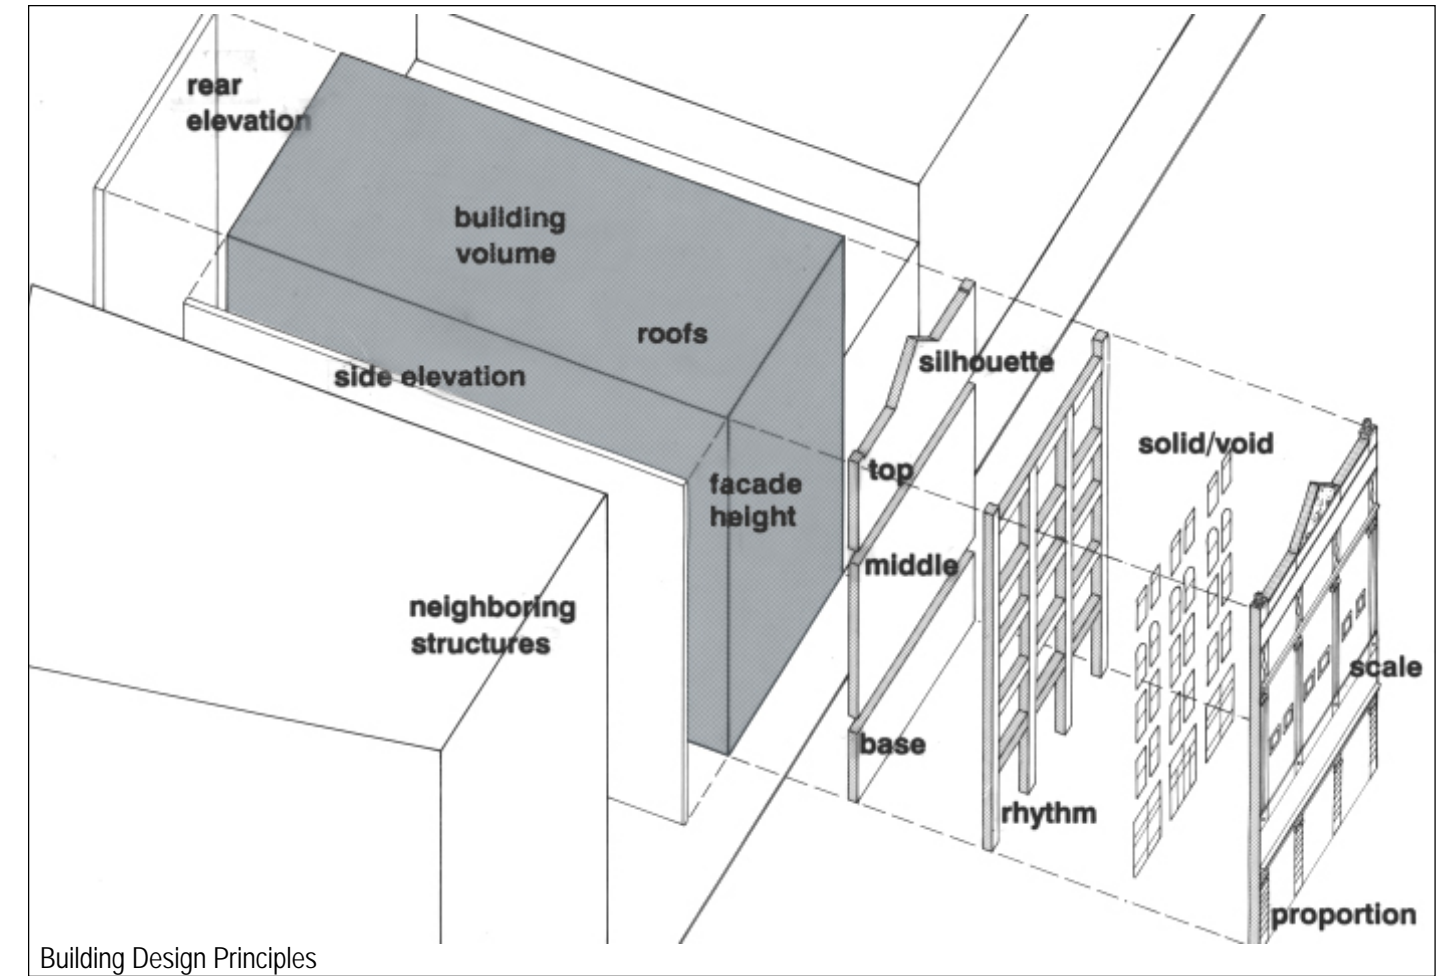 rear
elevation
building
volume
roofs
side elevation
silhouette
solid/void
top
facade
height
middle
neighboring
structures
scale
base
rhythm
proportion
Building Design Principles